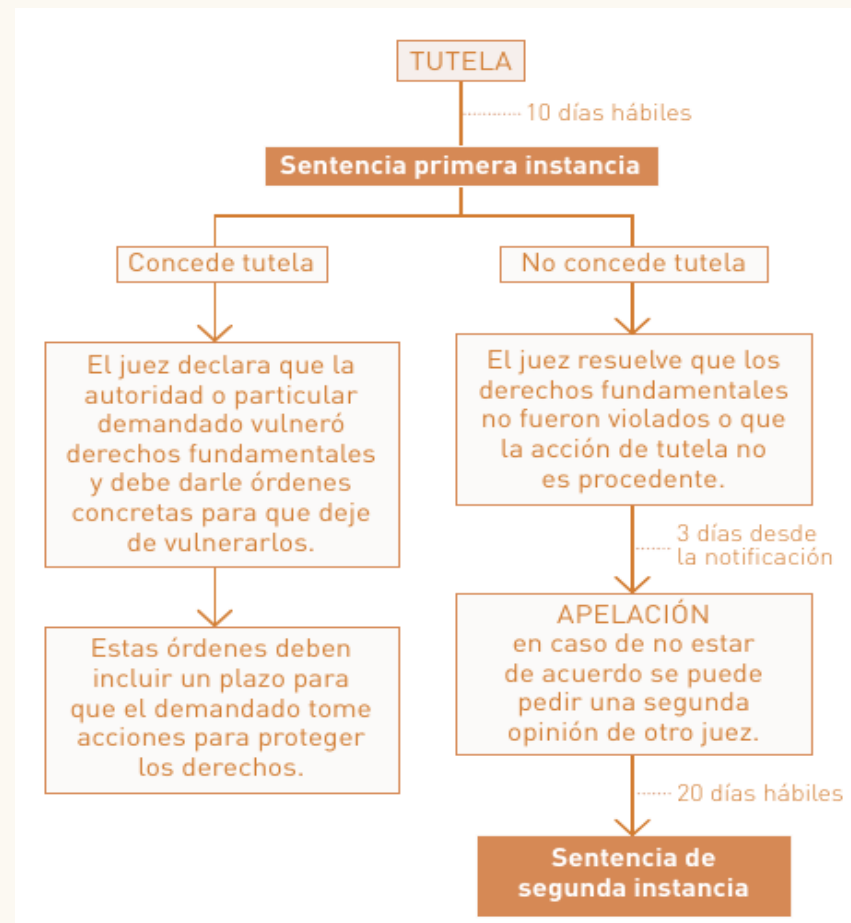 TUTELA
10 días hábiles
Sentencia primera instancia
Concede tutela
No concede tutela
El juez declara que la
autoridad o particular
demandado vulneró
derechos fundamentales
y debe darle órdenes
concretas para que deje
de vulnerarlos.
Estas órdenes deben
incluir un plazo para
que el demandado tome
acciones para proteger
los derechos.
El juez resuelve que los
derechos fundamentales
no fueron violados o que
la acción de tutela no
es procedente.
3 días desde
la notificación
APELACIÓN
en caso de no estar
de acuerdo se puede
pedir una segunda
opinión de otro juez.
20 días hábiles
Sentencia de
segunda instancia